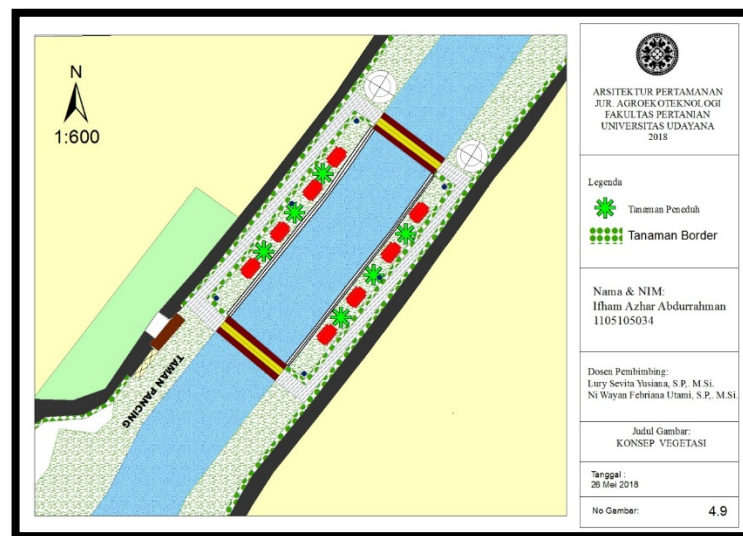 N
1:600
TAMAN PANCING
ARSITEKTUR PERTAMANAN
JUR. AGROEKOTEKNOLOGI
FAKULTAS PERTANIAN
UNIVERSITAS UDAYANA
2018
Legenda
Tanaman Peneduh
Tanaman Border
Nama & NIM:
Ifham Azhar Abdurrahman
1105105034
Dosen Pembimbing:
Lury Sevita Yusiana, S.P,. M.Si.
Ni Wayan Febriana Utami, S.P,. M.Si.
Judul Gambar:
KONSEP VEGETASI
Tanggal :
26 Mei 2018
No Gambar: 4.9